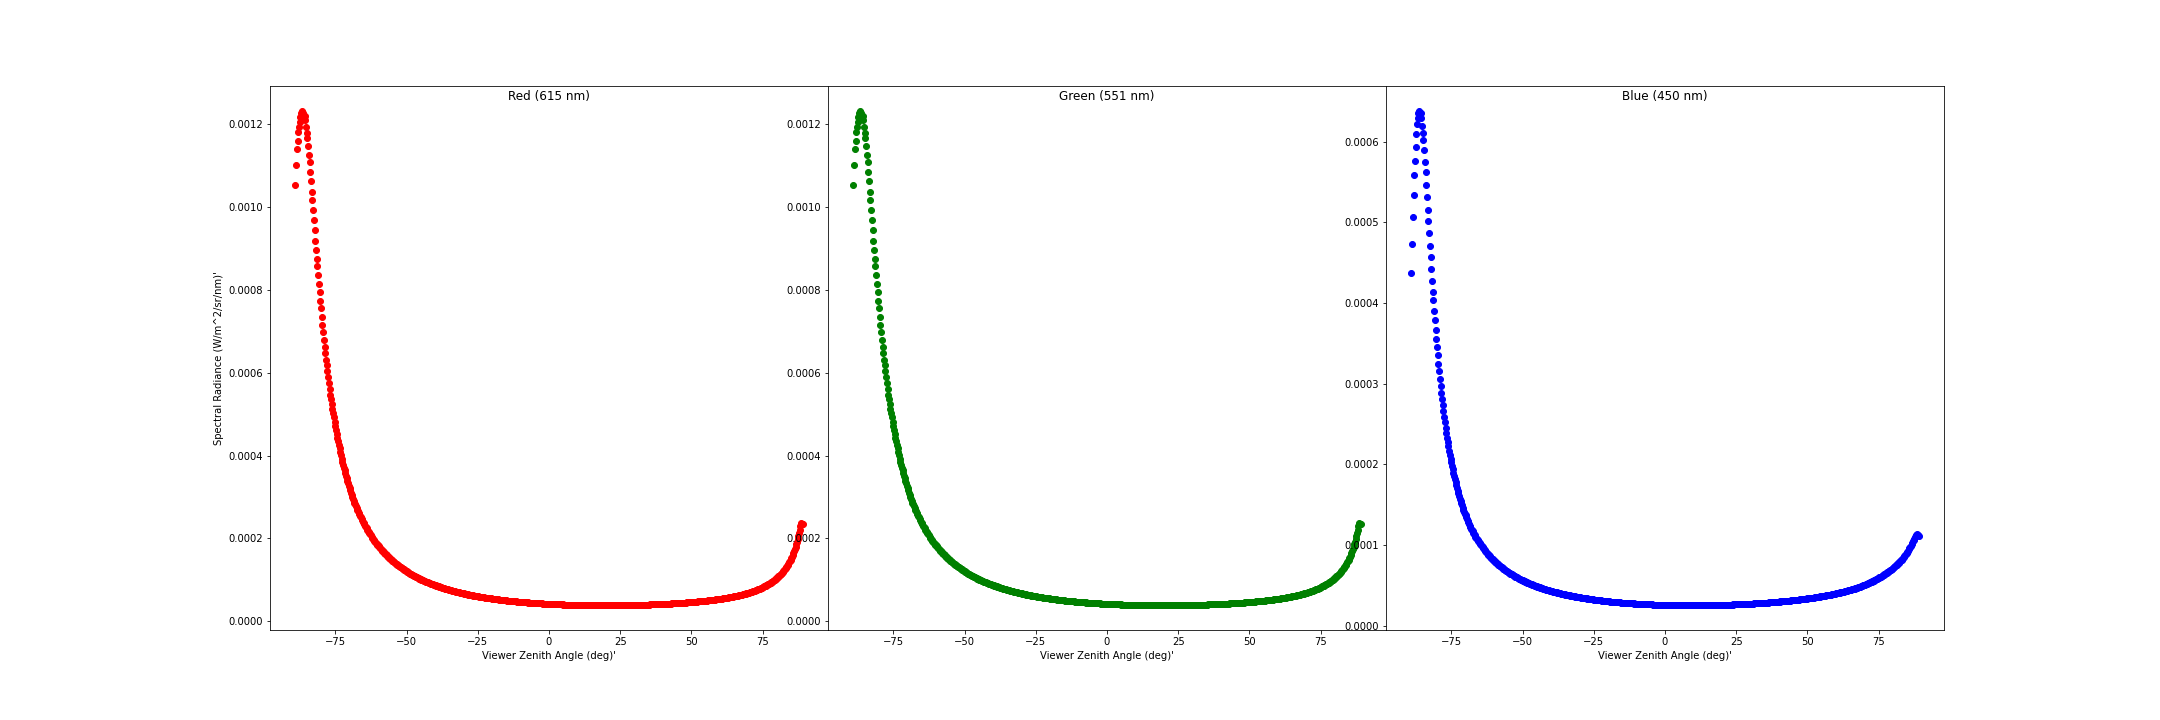 Red (615 nm)
Green (551 nm)
Blue (450 nm)
Spectral Radiance (W/m^2/sr/nm)'
0.0012
0.0010
0.0008
0.0006
0.0004
0.0002
0.0000
−75 −50 −25 0 25 50 75
Viewer Zenith Angle (deg)'
0.0012
0.0010
0.0008
0.0006
0.0004
0.0002
0.0000
−75 −50 −25 0 25 50 75
Viewer Zenith Angle (deg)'
0.0006
0.0005
0.0004
0.0003
0.0002
0.0001
0.0000
−75 −50 −25 0 25 50 75
Viewer Zenith Angle (deg)'